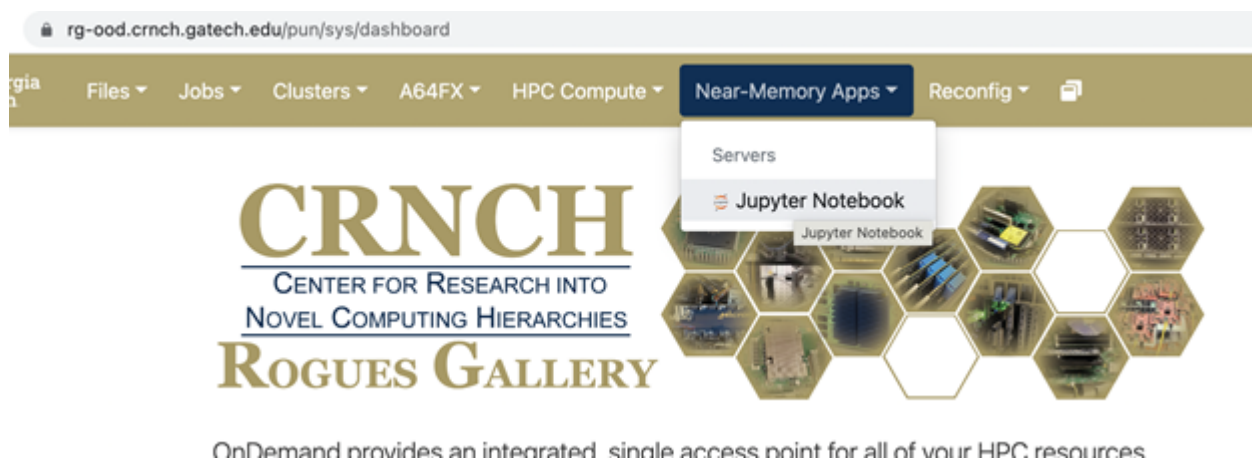 rg-ood.crnch.gatech.edu/pun/sys/dashboard
rgia
Files Jobs Clusters A64FX HPC Compute Near-Memory Apps Reconfig
Servers
Jupyter Notebook
Jupyter Notebook
CRNCH
CENTER FOR RESEARCH INTO
NOVEL COMPUTING HIERARCHIES
ROGUES GALLERY
OnDemand provides an integrated, single access point for all of your HPC resources